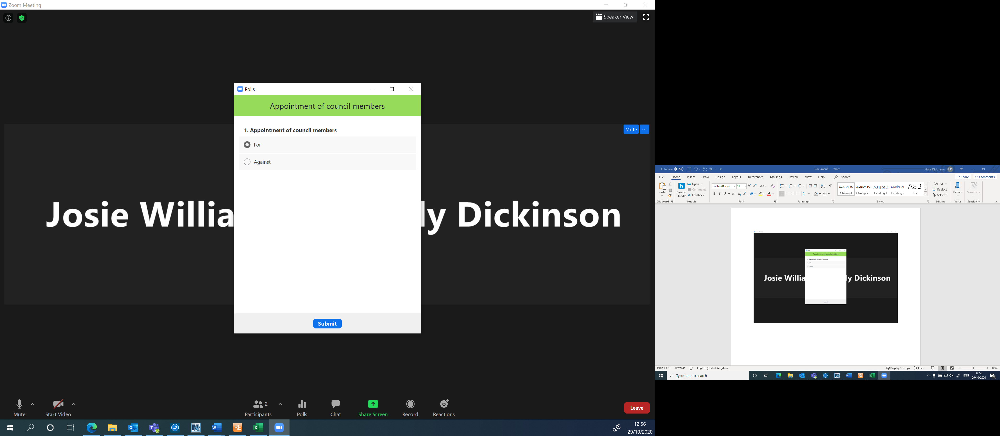 Zoom Meeting
Speaker View
Polls
Appointment of council members
1. Appointment of council members
For
Against
Mute ...
Josie Willia ly Dickinson
Submit
Mute Start Video Participants 2 Polls Chat Share Screen Record Reactions Leave
12:56
29/10/2020
AutoSave Off Document3 - Word Holly Dickinson HD
File Home Insert Draw Design Layout References Mailings Review View Help Search Share Comments
Paste Save to Huddle Open Comments Feedback
Calibri (Body) 11 Aa
B I U ab x₂ x² A A
AaBbCcDc AaBbCcDc AaBbCc AaBbCcC AaB
¶ Normal ¶ No Spac... Heading 1 Heading 2 Title
Find Replace Select
Dictate Sensitivity
Clipboard Huddle Font Paragraph Styles Editing Voice Sensitivity
Appointment of council members
1. Appointment of council members
For
Against
Josie Willia ly Dickinson
Submit
Page 1 of 1 0 words English (United Kingdom) Display Settings Focus 100%
Type here to search ENG 12:56
29/10/2020 21